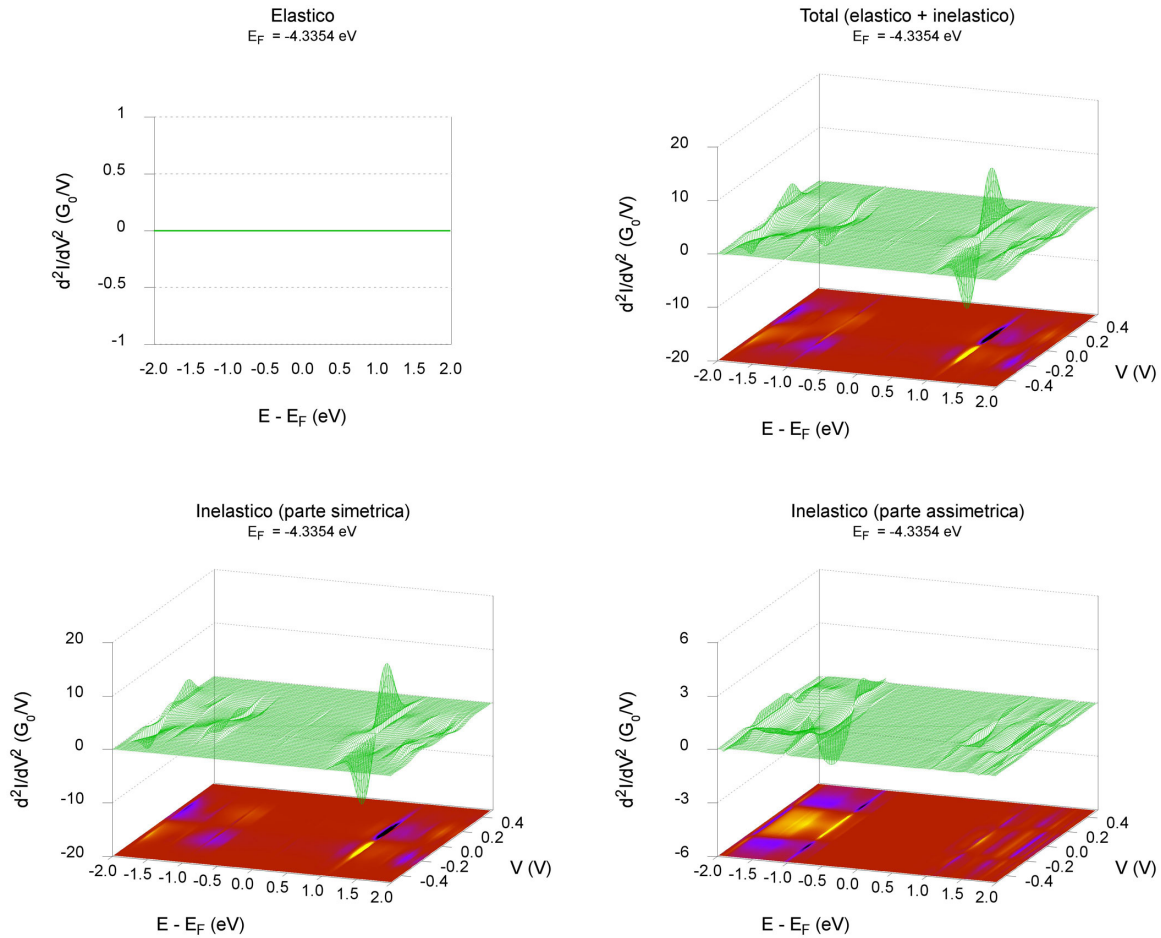 Elastico
E_F = -4.3354 eV
d²I/dV² (G₀/V)
1
0.5
0
-0.5
-1
-2.0 -1.5 -1.0 -0.5 0.0 0.5 1.0 1.5 2.0
E - E_F (eV)
Total (elastico + inelastico)
E_F = -4.3354 eV
d²I/dV² (G₀/V)
20
10
0
-10
-20
-2.0 -1.5 -1.0 -0.5 0.0 0.5 1.0 1.5 2.0
E - E_F (eV)
0.4
0.2
0.0
-0.2
-0.4
V (V)
Inelastico (parte simetrica)
E_F = -4.3354 eV
d²I/dV² (G₀/V)
20
10
0
-10
-20
-2.0 -1.5 -1.0 -0.5 0.0 0.5 1.0 1.5 2.0
E - E_F (eV)
0.4
0.2
0.0
-0.2
-0.4
V (V)
Inelastico (parte assimetrica)
E_F = -4.3354 eV
d²I/dV² (G₀/V)
6
3
0
-3
-6
-2.0 -1.5 -1.0 -0.5 0.0 0.5 1.0 1.5 2.0
E - E_F (eV)
0.4
0.2
0.0
-0.2
-0.4
V (V)